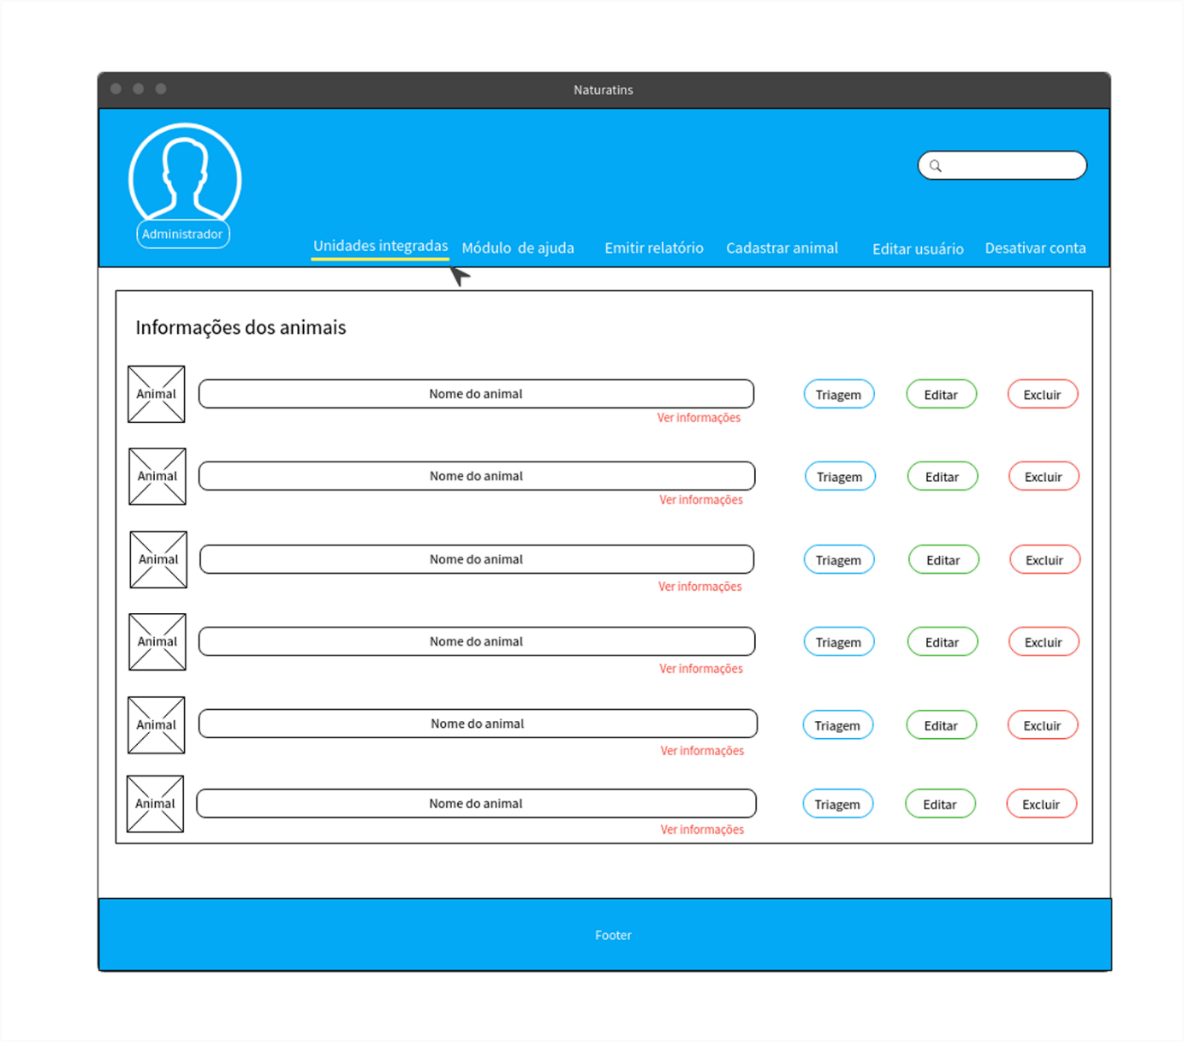 Naturatins
Administrador
Unidades integradas Módulo de ajuda Emitir relatório Cadastrar animal Editar usuário Desativar conta
Informações dos animais
Animal Nome do animal Triagem Editar Excluir
Ver informações
Animal Nome do animal Triagem Editar Excluir
Ver informações
Animal Nome do animal Triagem Editar Excluir
Ver informações
Animal Nome do animal Triagem Editar Excluir
Ver informações
Animal Nome do animal Triagem Editar Excluir
Ver informações
Animal Nome do animal Triagem Editar Excluir
Ver informações
Footer